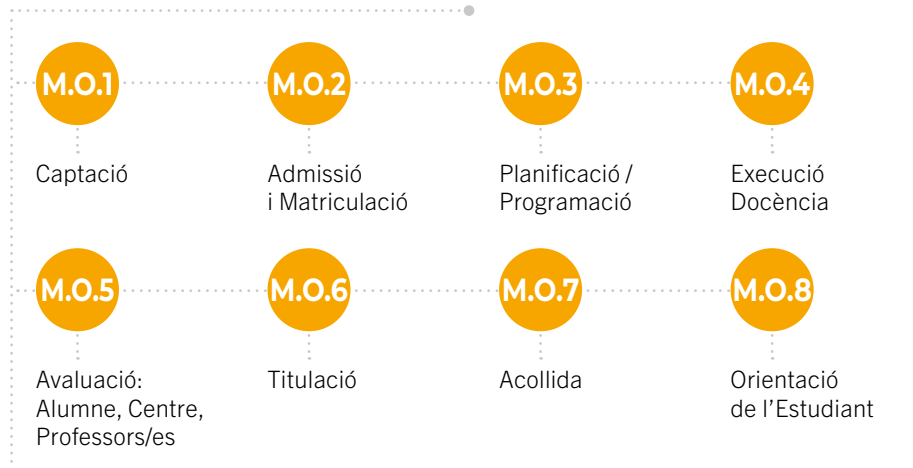 M.O.1
M.O.2
M.O.3
M.O.4
Captació
Admissió
i Matriculació
Planificació /
Programació
Execució
Docència
M.O.5
M.O.6
M.O.7
M.O.8
Avaluació:
Alumne, Centre,
Professors/es
Titulació
Acollida
Orientació
de l’Estudiant